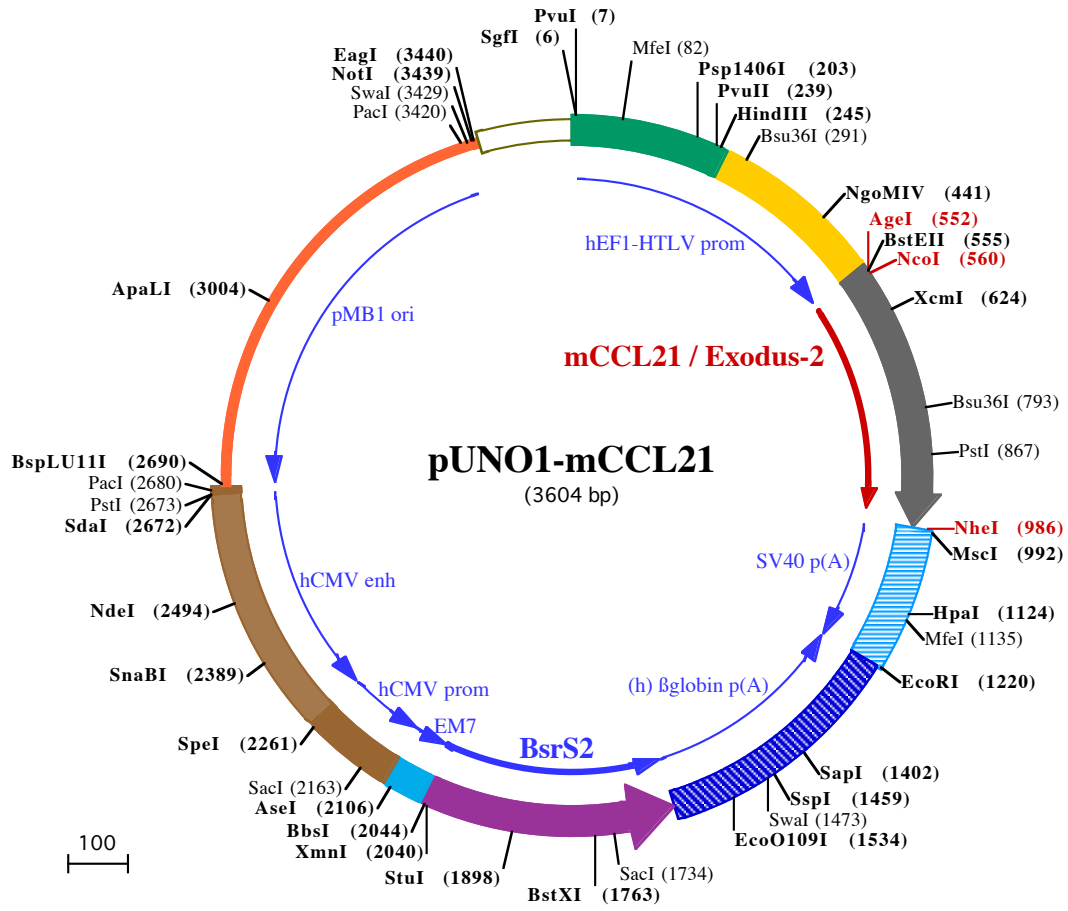 PvuI (7)
SgfI (6)
MfeI (82)
Psp1406I (203)
PvuII (239)
HindIII (245)
Bsu36I (291)
NgoMIV (441)
AgeI (552)
BstEII (555)
NcoI (560)
XcmI (624)
Bsu36I (793)
PstI (867)
NheI (986)
MscI (992)
HpaI (1124)
MfeI (1135)
EcoRI (1220)
SapI (1402)
SspI (1459)
SwaI (1473)
EcoO109I (1534)
SacI (1734)
BstXI (1763)
StuI (1898)
XmnI (2040)
BbsI (2044)
AseI (2106)
SacI (2163)
SpeI (2261)
SnaBI (2389)
NdeI (2494)
SdaI (2672)
PstI (2673)
PacI (2680)
BspLU11I (2690)
ApaLI (3004)
PacI (3420)
SwaI (3429)
NotI (3439)
EagI (3440)
hEF1-HTLV prom
pMB1 ori
mCCL21 / Exodus-2
pUNO1-mCCL21
(3604 bp)
SV40 p(A)
hCMV enh
hCMV prom
(h) ßglobin p(A)
EM7
BsrS2
100